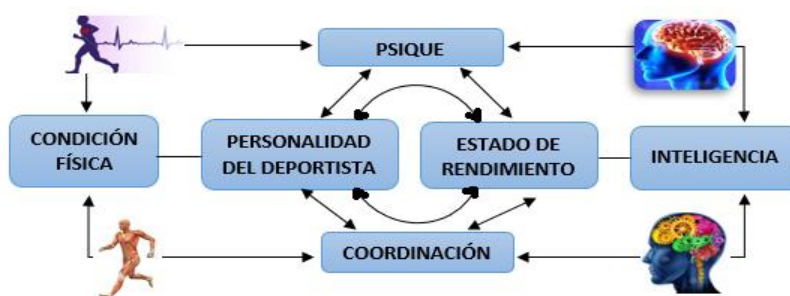 PSIQUE
CONDICIÓN
FÍSICA
PERSONALIDAD
DEL DEPORTISTA
ESTADO DE
RENDIMIENTO
INTELIGENCIA
COORDINACIÓN